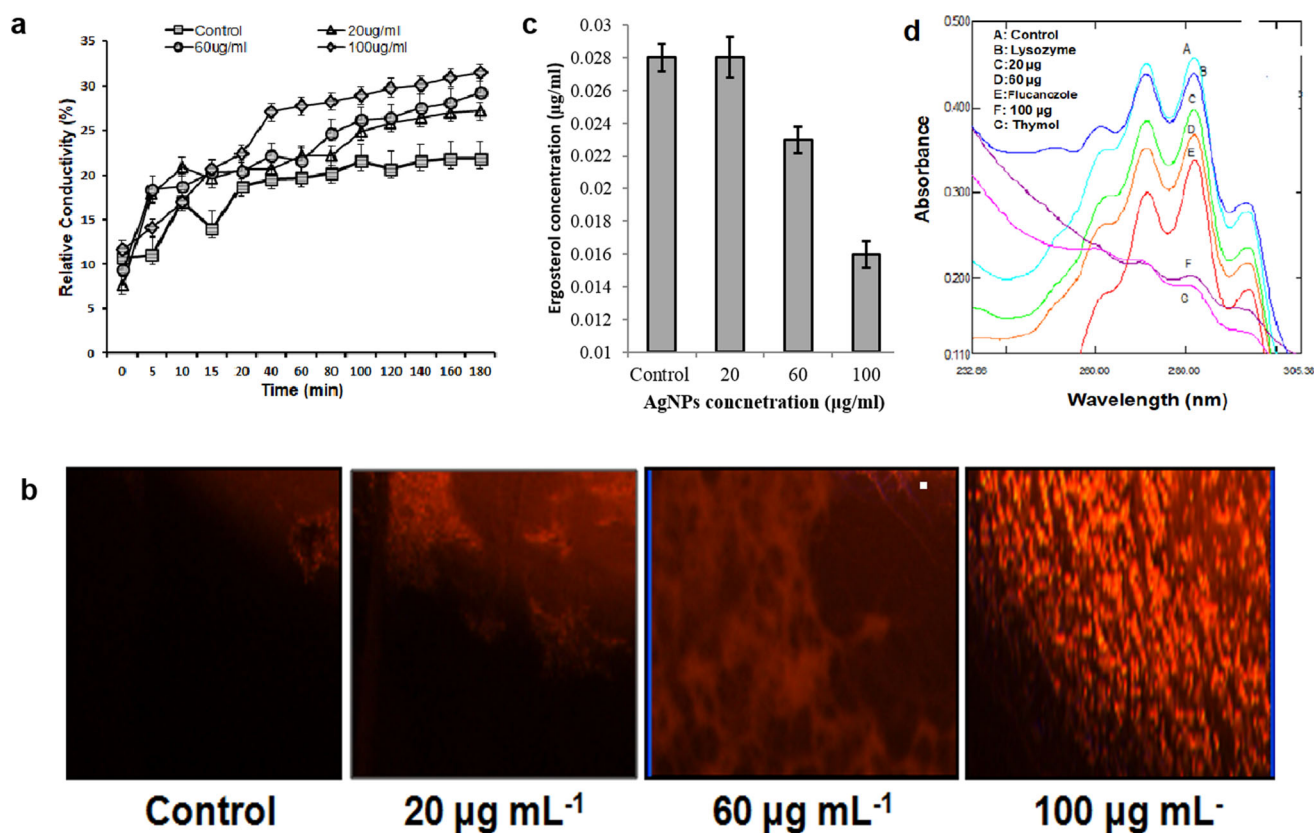 a
Control
20ug/ml
60ug/ml
100ug/ml
Relative Conductivity (%)
35
30
25
20
15
10
5
0
0 5 10 15 20 40 60 80 100 120 140 160 180
Time (min)
c
Ergosterol concentration (µg/ml)
0.03
0.028
0.026
0.024
0.022
0.02
0.018
0.016
0.014
0.012
0.01
Control 20 60 100
AgNPs concnetration (µg/ml)
d
0.500
A: Control
B: Lysozyme
C: 20 µg
D: 60 µg
E: Flucanczole
F: 100 µg
C: Thymol
Absorbance
0.400
0.300
0.200
0.110
A
B
C
D
E
F
G
280.00
305.30
Wavelength (nm)
b
Control
20 µg mL-1
60 µg mL-1
100 µg mL-